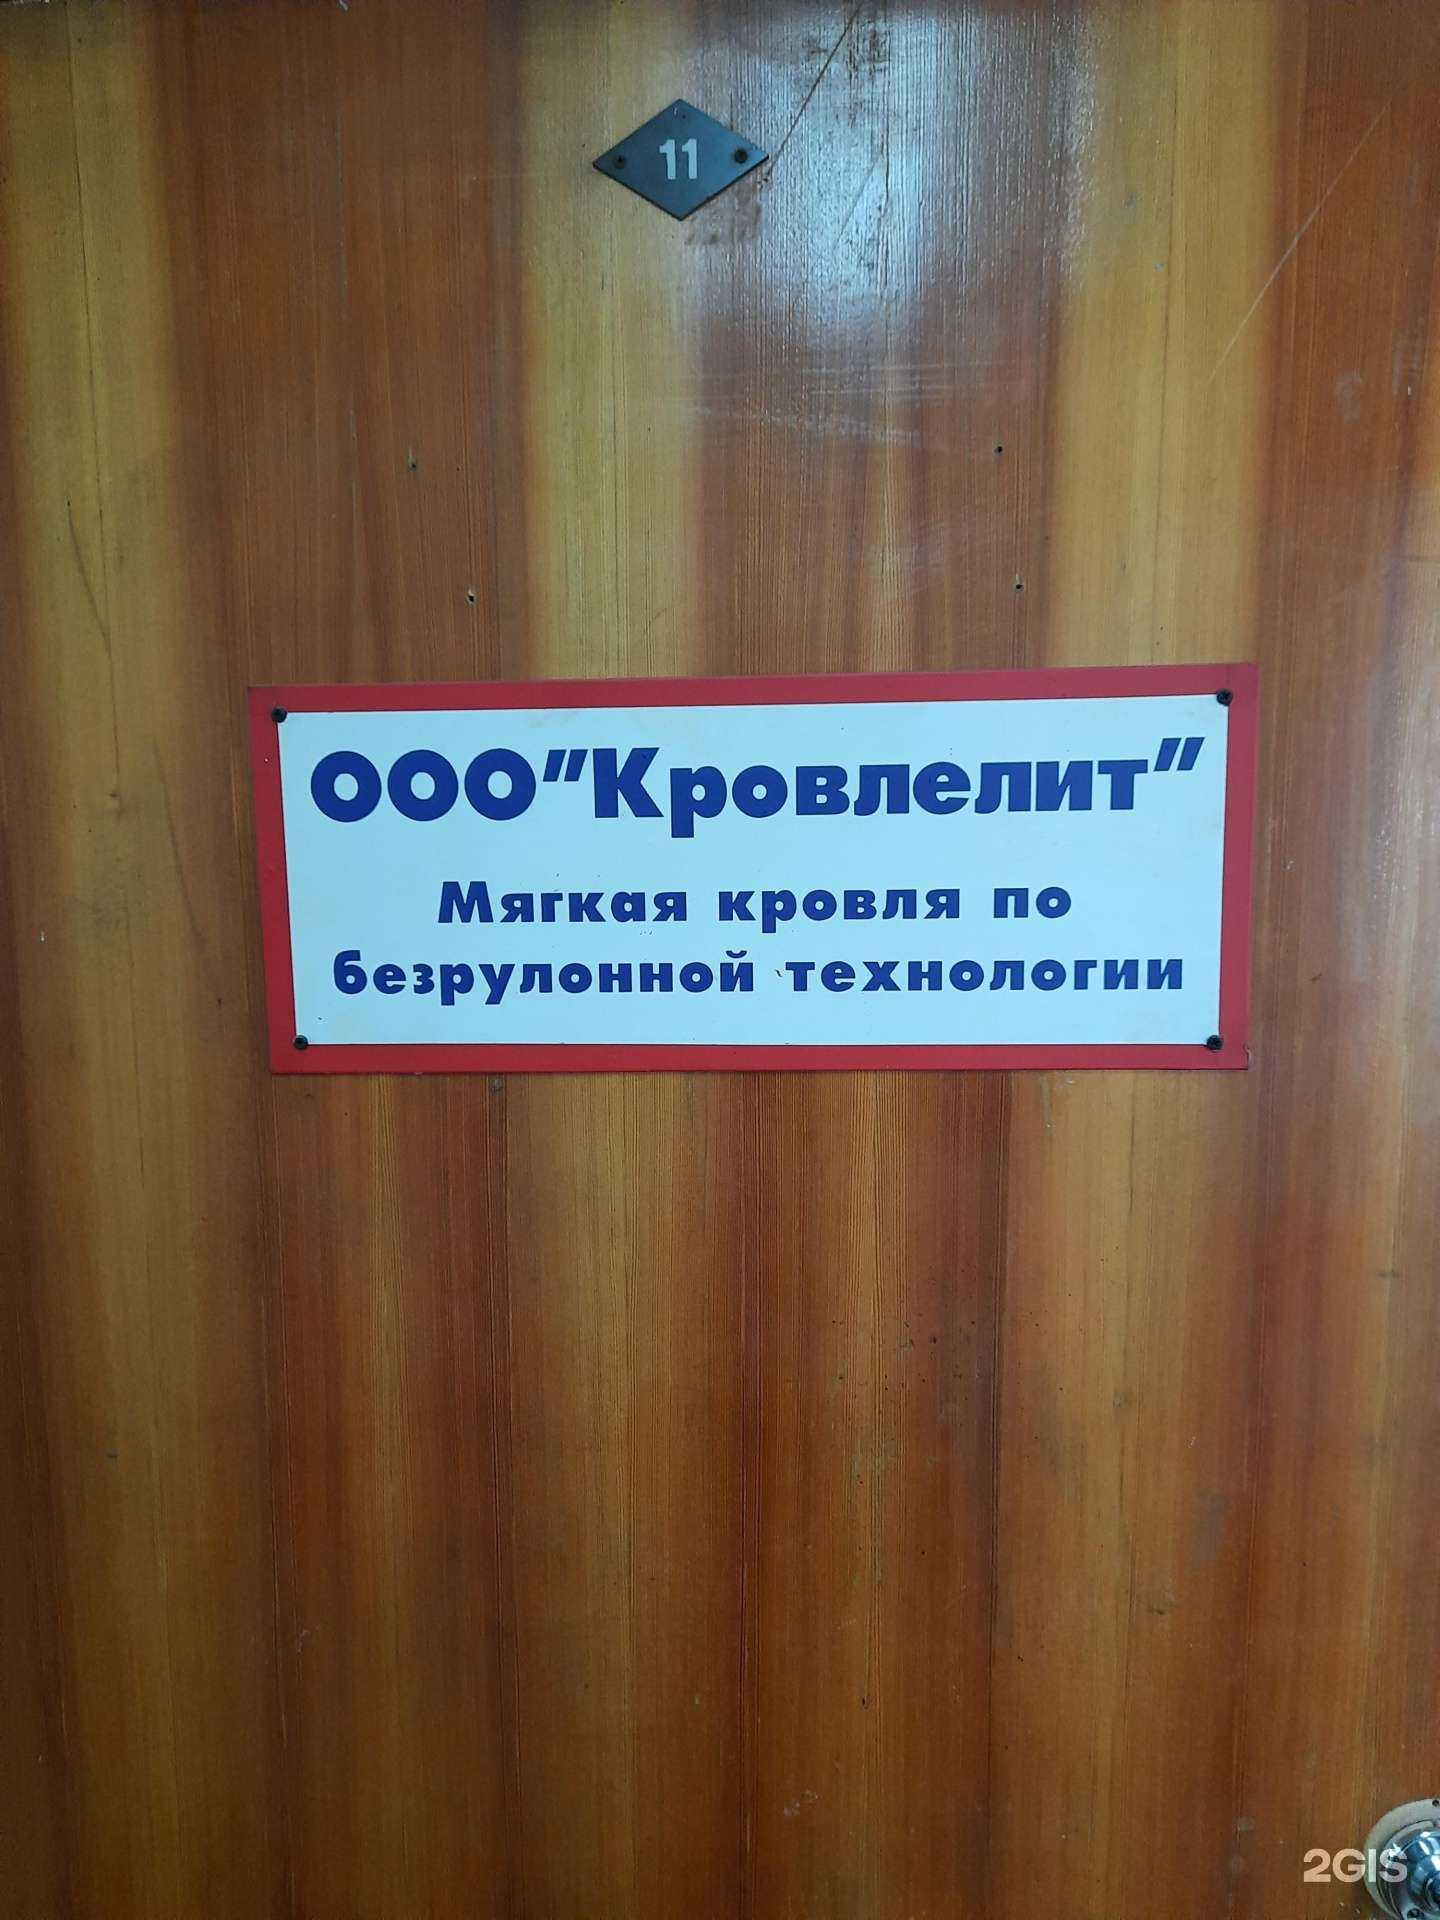 11
ООО"Кровлелит"
Мягкая кровля по
безрулонной технологии
2GIS